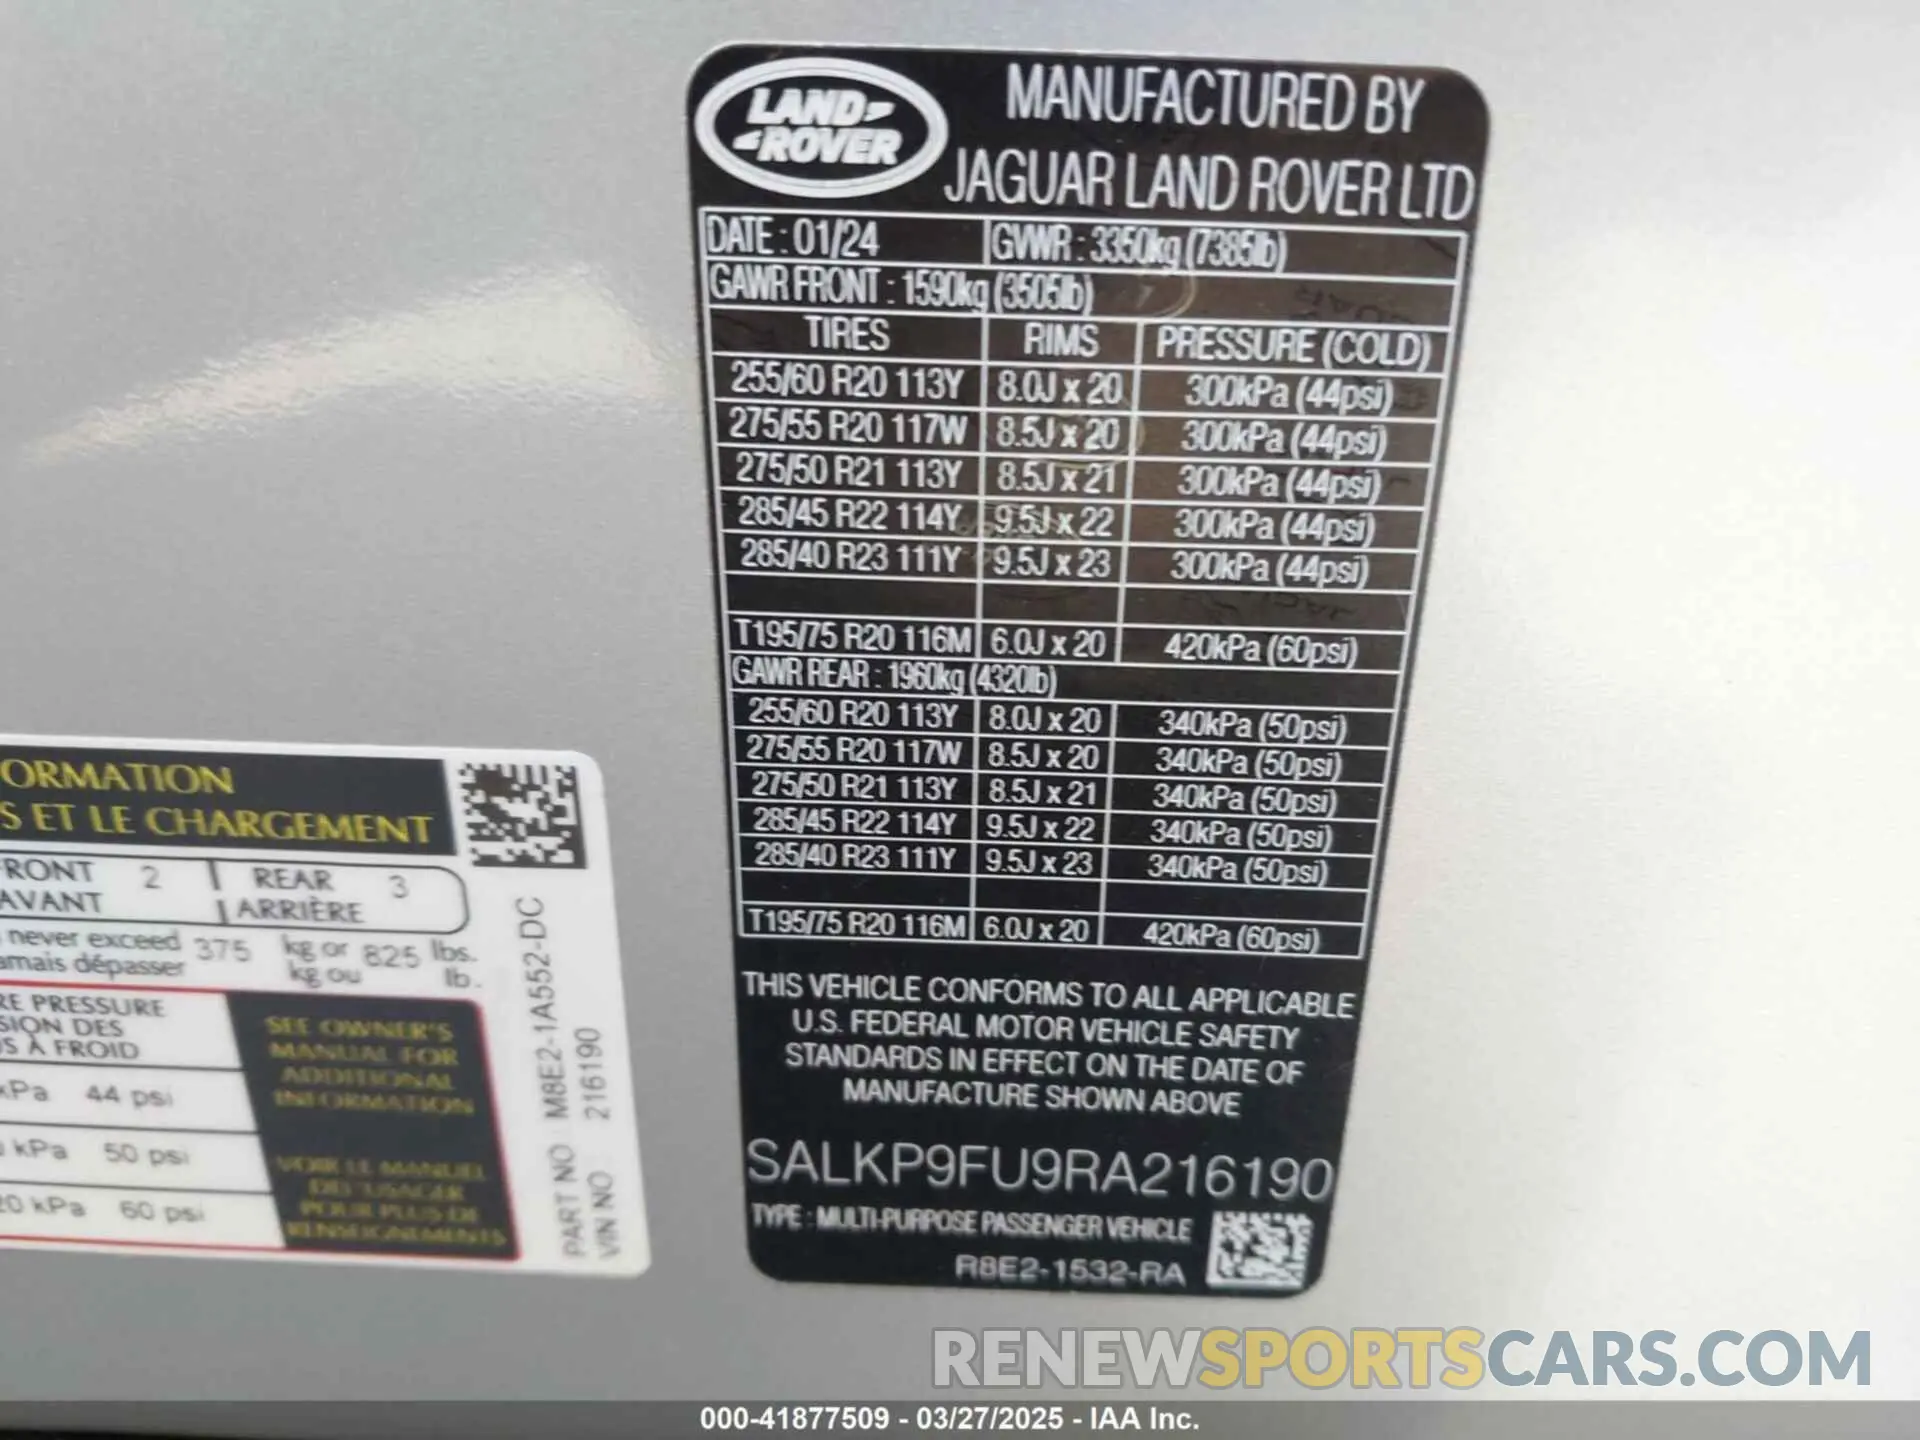 LAND
ROVER
MANUFACTURED BY
JAGUAR LAND ROVER LTD
DATE : 01/24 GVWR : 3350kg (7385lb)
GAWR FRONT : 1590kg (3505lb)
TIRES RIMS PRESSURE (COLD)
255/60 R20 113Y 8.0J x 20 300kPa (44psi)
275/55 R20 117W 8.5J x 20 300kPa (44psi)
275/50 R21 113Y 8.5J x 21 300kPa (44psi)
285/45 R22 114Y 9.5J x 22 300kPa (44psi)
285/40 R23 111Y 9.5J x 23 300kPa (44psi)
T195/75 R20 116M 6.0J x 20 420kPa (60psi)
GAWR REAR : 1960kg (4320lb)
255/60 R20 113Y 8.0J x 20 340kPa (50psi)
275/55 R20 117W 8.5J x 20 340kPa (50psi)
275/50 R21 113Y 8.5J x 21 340kPa (50psi)
285/45 R22 114Y 9.5J x 22 340kPa (50psi)
285/40 R23 111Y 9.5J x 23 340kPa (50psi)
T195/75 R20 116M 6.0J x 20 420kPa (60psi)
THIS VEHICLE CONFORMS TO ALL APPLICABLE
U.S. FEDERAL MOTOR VEHICLE SAFETY
STANDARDS IN EFFECT ON THE DATE OF
MANUFACTURE SHOWN ABOVE
SALKP9FU9RA216190
TYPE : MULTI-PURPOSE PASSENGER VEHICLE
R8E2-1532-RA
ORMATION
S ET LE CHARGEMENT
FRONT 2 REAR 3
AVANT ARRIÈRE
never exceed 375 kg or 825 lbs.
amais dépasser kg ou lb.
RE PRESSURE
SION DES
S À FROID
kPa 44 psi
kPa 50 psi
20 kPa 60 psi
SEE OWNER'S
MANUAL FOR
ADDITIONAL
INFORMATION
VOIR LE MANUEL
DE L'USAGER
POUR PLUS DE
RENSEIGNEMENTS
PART NO M8E2-1A552-DC
VIN NO 216190
RENEWSPORTSCARS.COM
000-41877509 - 03/27/2025 - IAA Inc.